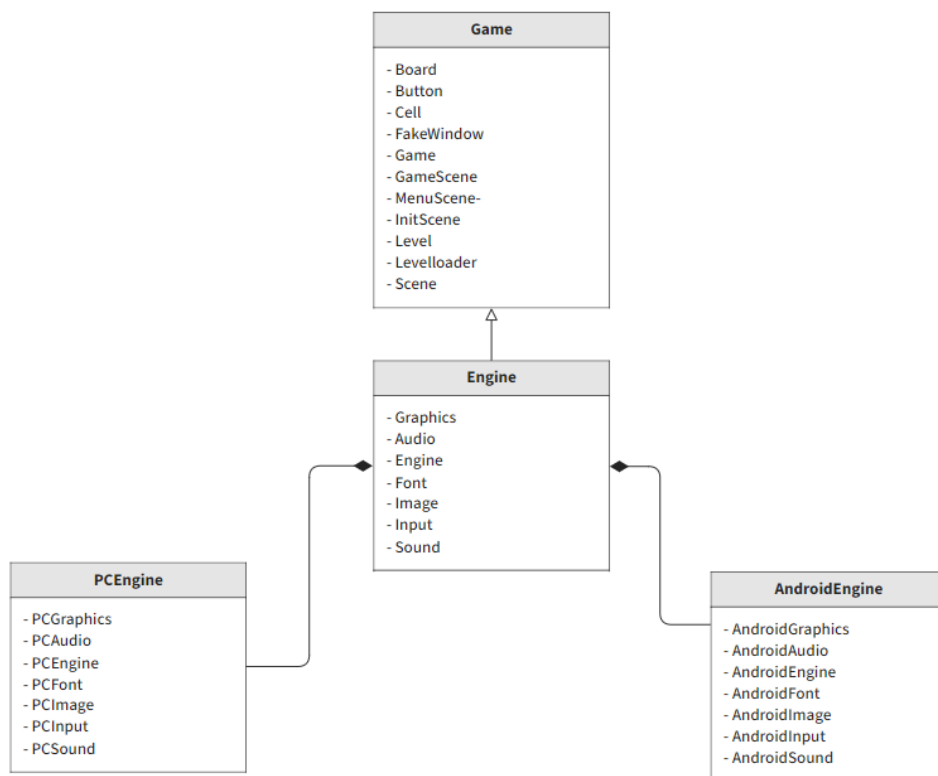 Game
- Board
- Button
- Cell
- FakeWindow
- Game
- GameScene
- MenuScene-
- InitScene
- Level
- Levelloader
- Scene
Engine
- Graphics
- Audio
- Engine
- Font
- Image
- Input
- Sound
PCEngine
- PCGraphics
- PCAudio
- PCEngine
- PCFont
- PCImage
- PCInput
- PCSound
AndroidEngine
- AndroidGraphics
- AndroidAudio
- AndroidEngine
- AndroidFont
- AndroidImage
- AndroidInput
- AndroidSound